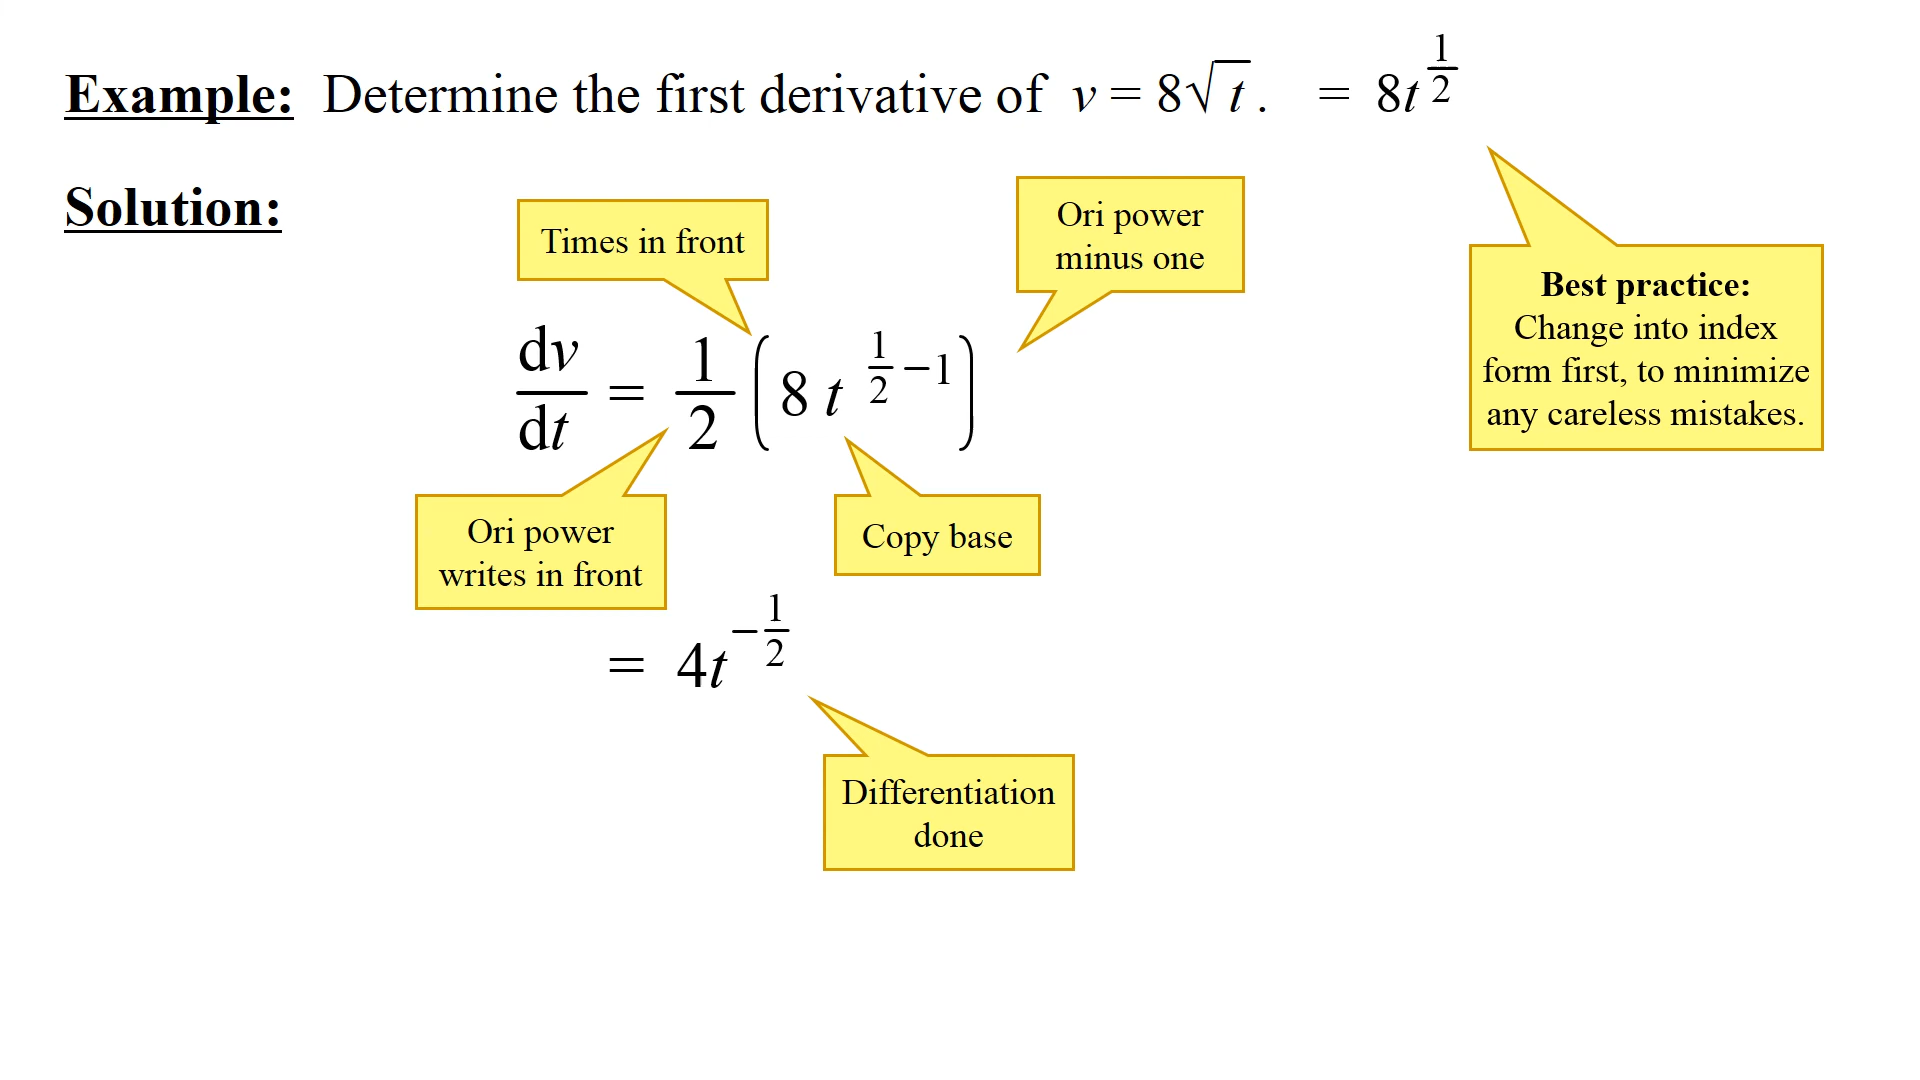 Example: Determine the first derivative of v = 8√t. = 8t^(1/2)
Solution:
Times in front
Ori power
minus one
Best practice:
Change into index
form first, to minimize
any careless mistakes.
dv/dt = 1/2 (8 t^(1/2 − 1))
Ori power
writes in front
Copy base
= 4t^(−1/2)
Differentiation
done